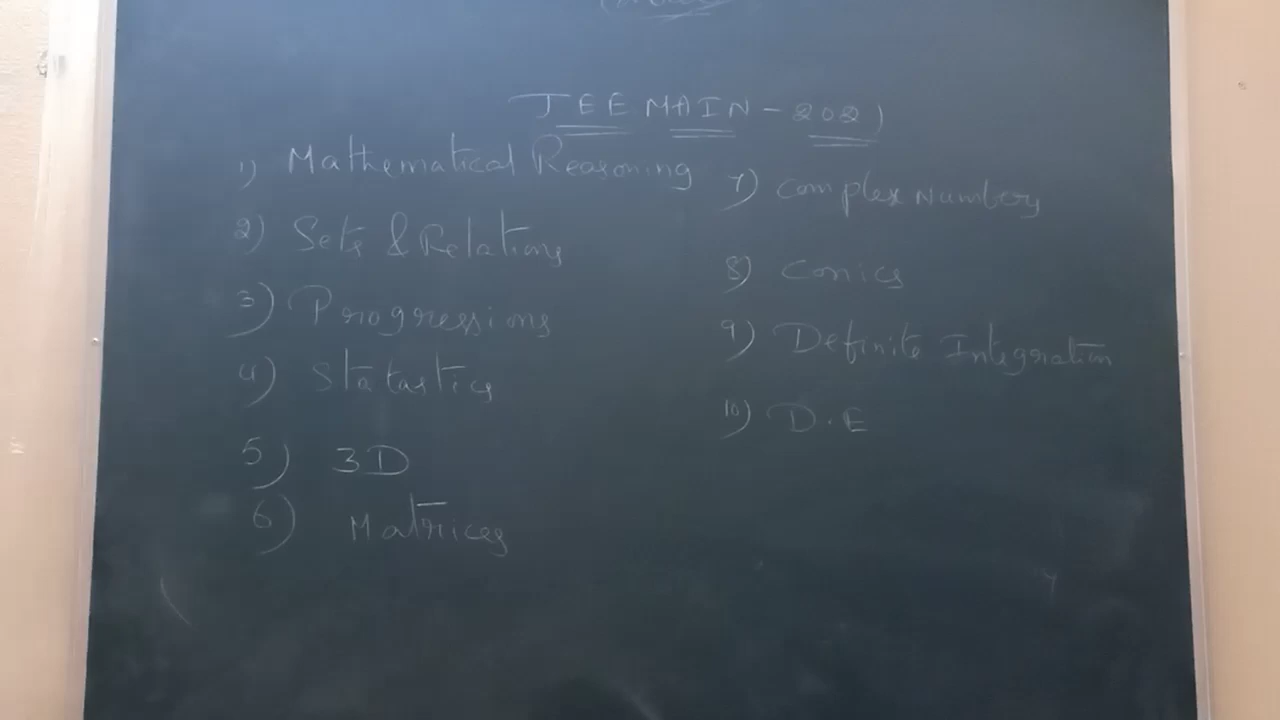 JEE MAIN - 2021
1) Mathematical Reasoning
2) Sets & Relations
3) Progressions
4) Statastics
5) 3D
6) Matrices
7) Complex Numbers
8) Conics
9) Definite Integration
10) D.E